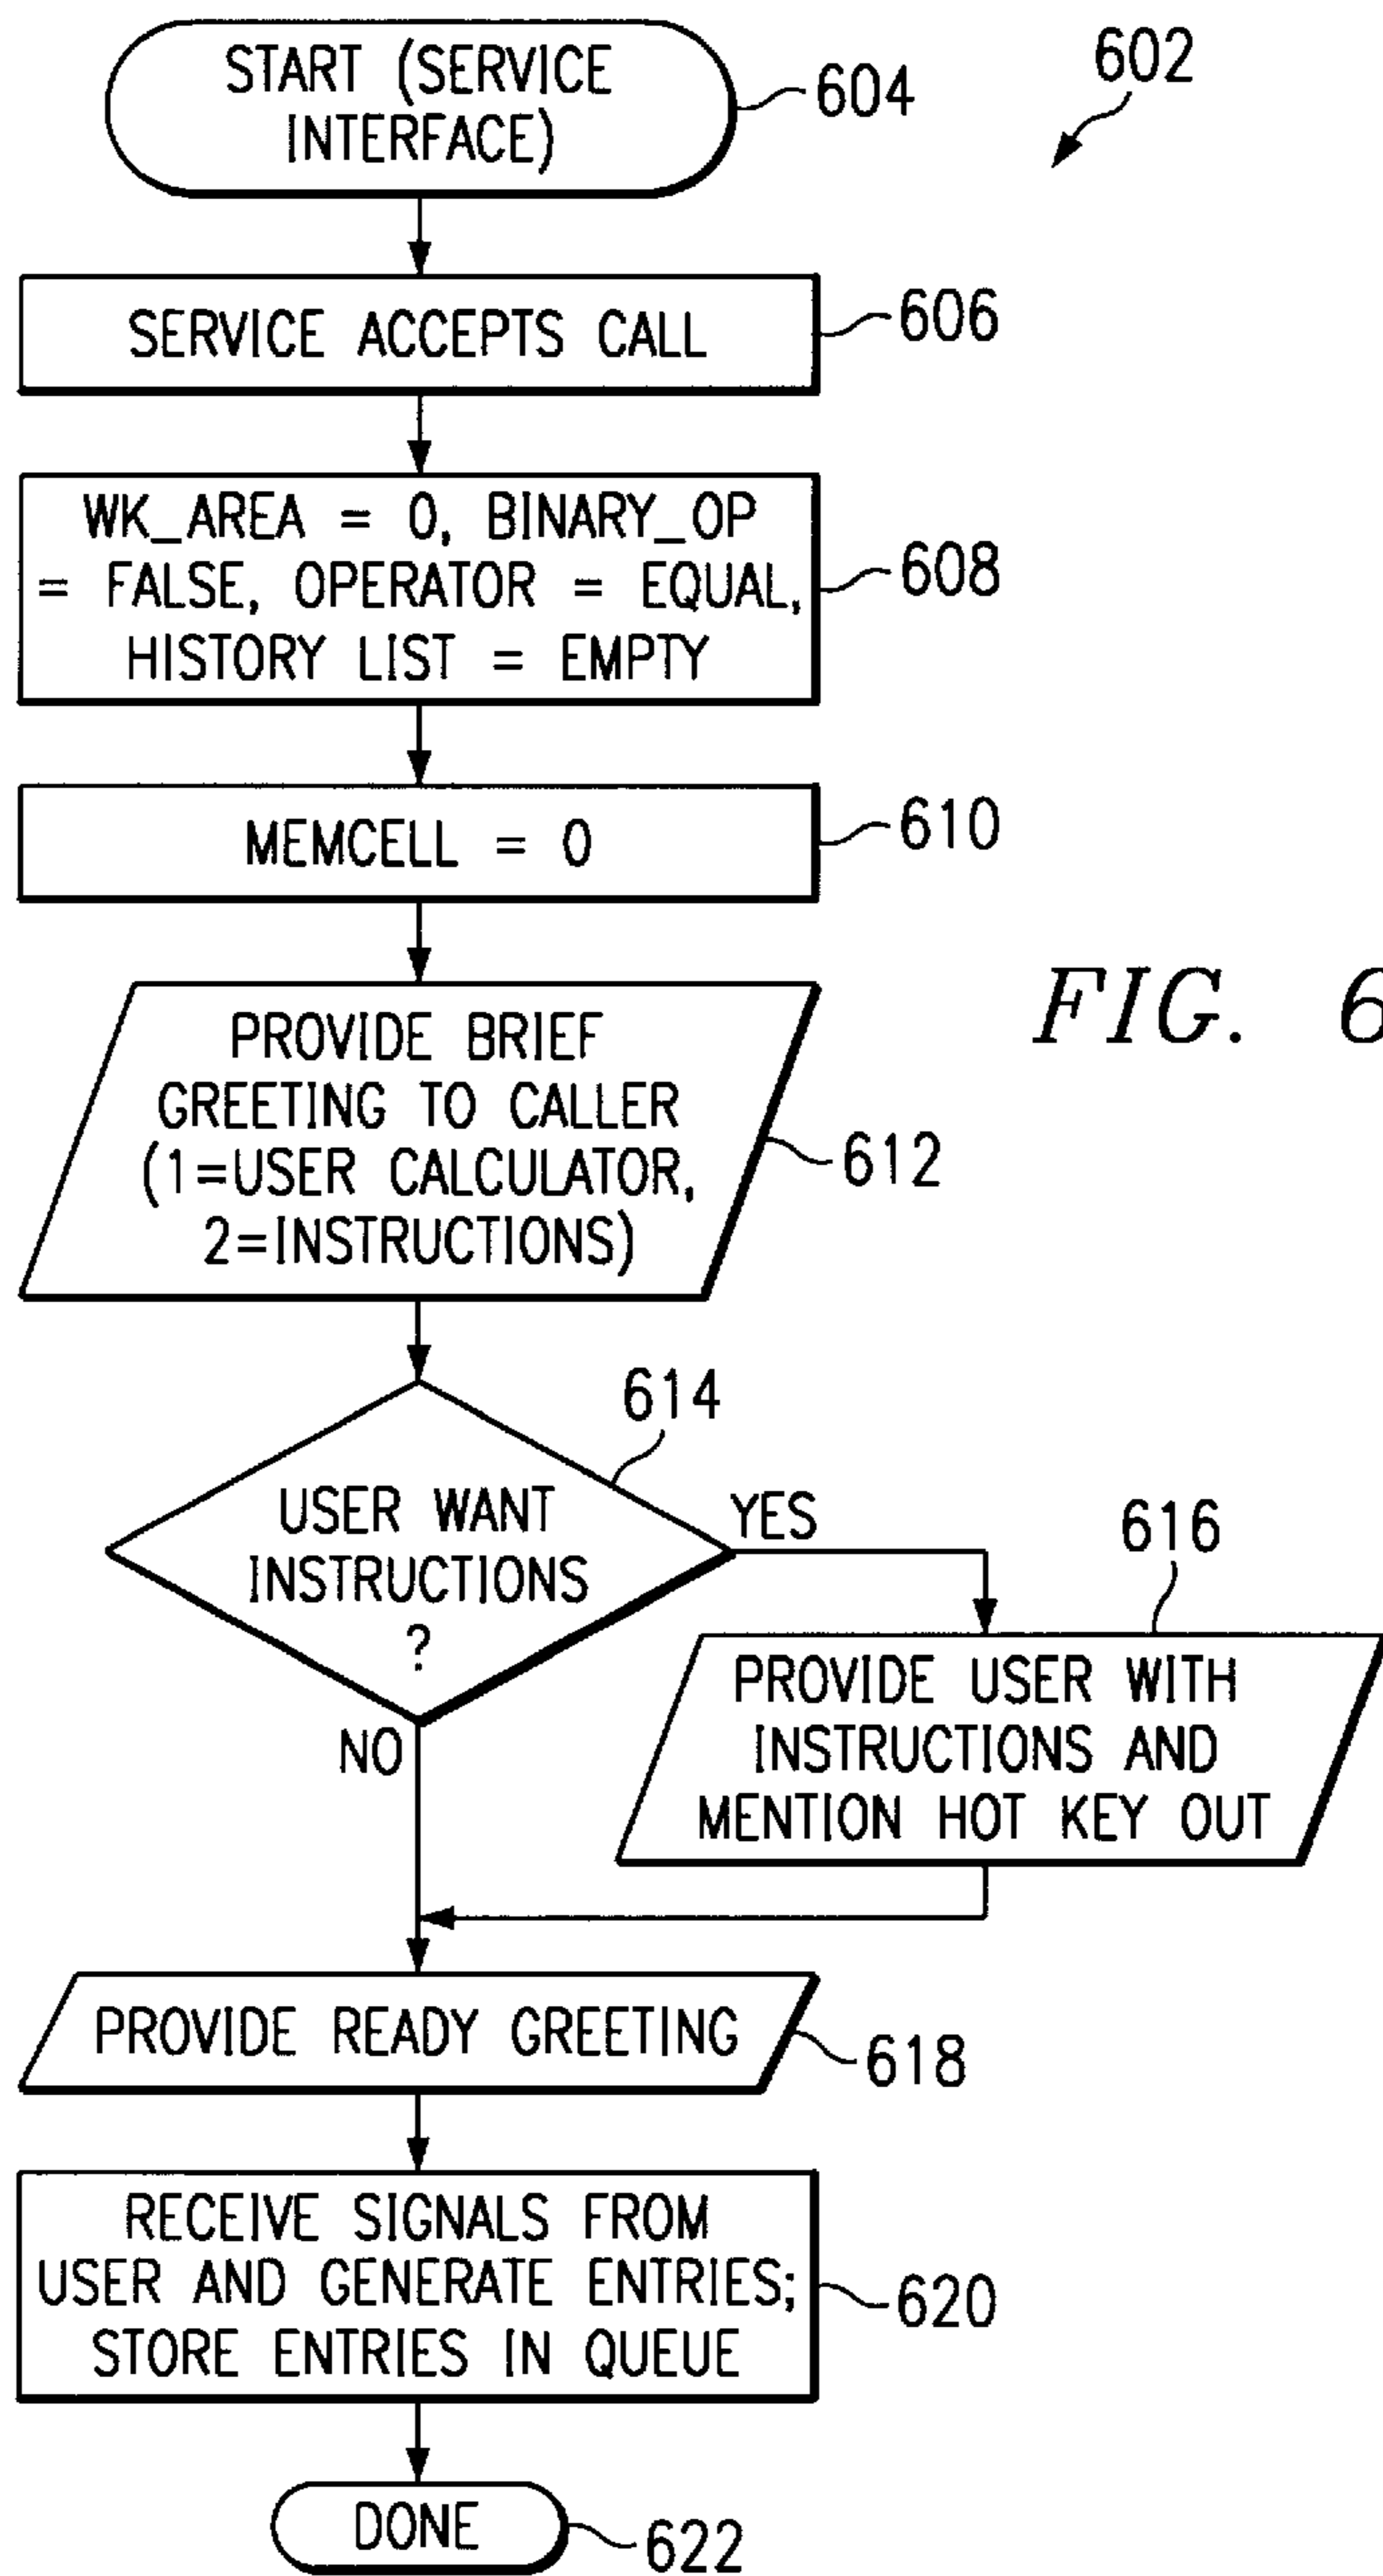 START (SERVICE
INTERFACE)
604
602
SERVICE ACCEPTS CALL
606
WK_AREA = 0, BINARY_OP
= FALSE, OPERATOR = EQUAL,
HISTORY LIST = EMPTY
608
MEMCELL = 0
610
FIG. 6
PROVIDE BRIEF
GREETING TO CALLER
(1=USER CALCULATOR,
2=INSTRUCTIONS)
612
614
USER WANT
INSTRUCTIONS
?
YES
NO
616
PROVIDE USER WITH
INSTRUCTIONS AND
MENTION HOT KEY OUT
PROVIDE READY GREETING
618
RECEIVE SIGNALS FROM
USER AND GENERATE ENTRIES;
STORE ENTRIES IN QUEUE
620
DONE
622